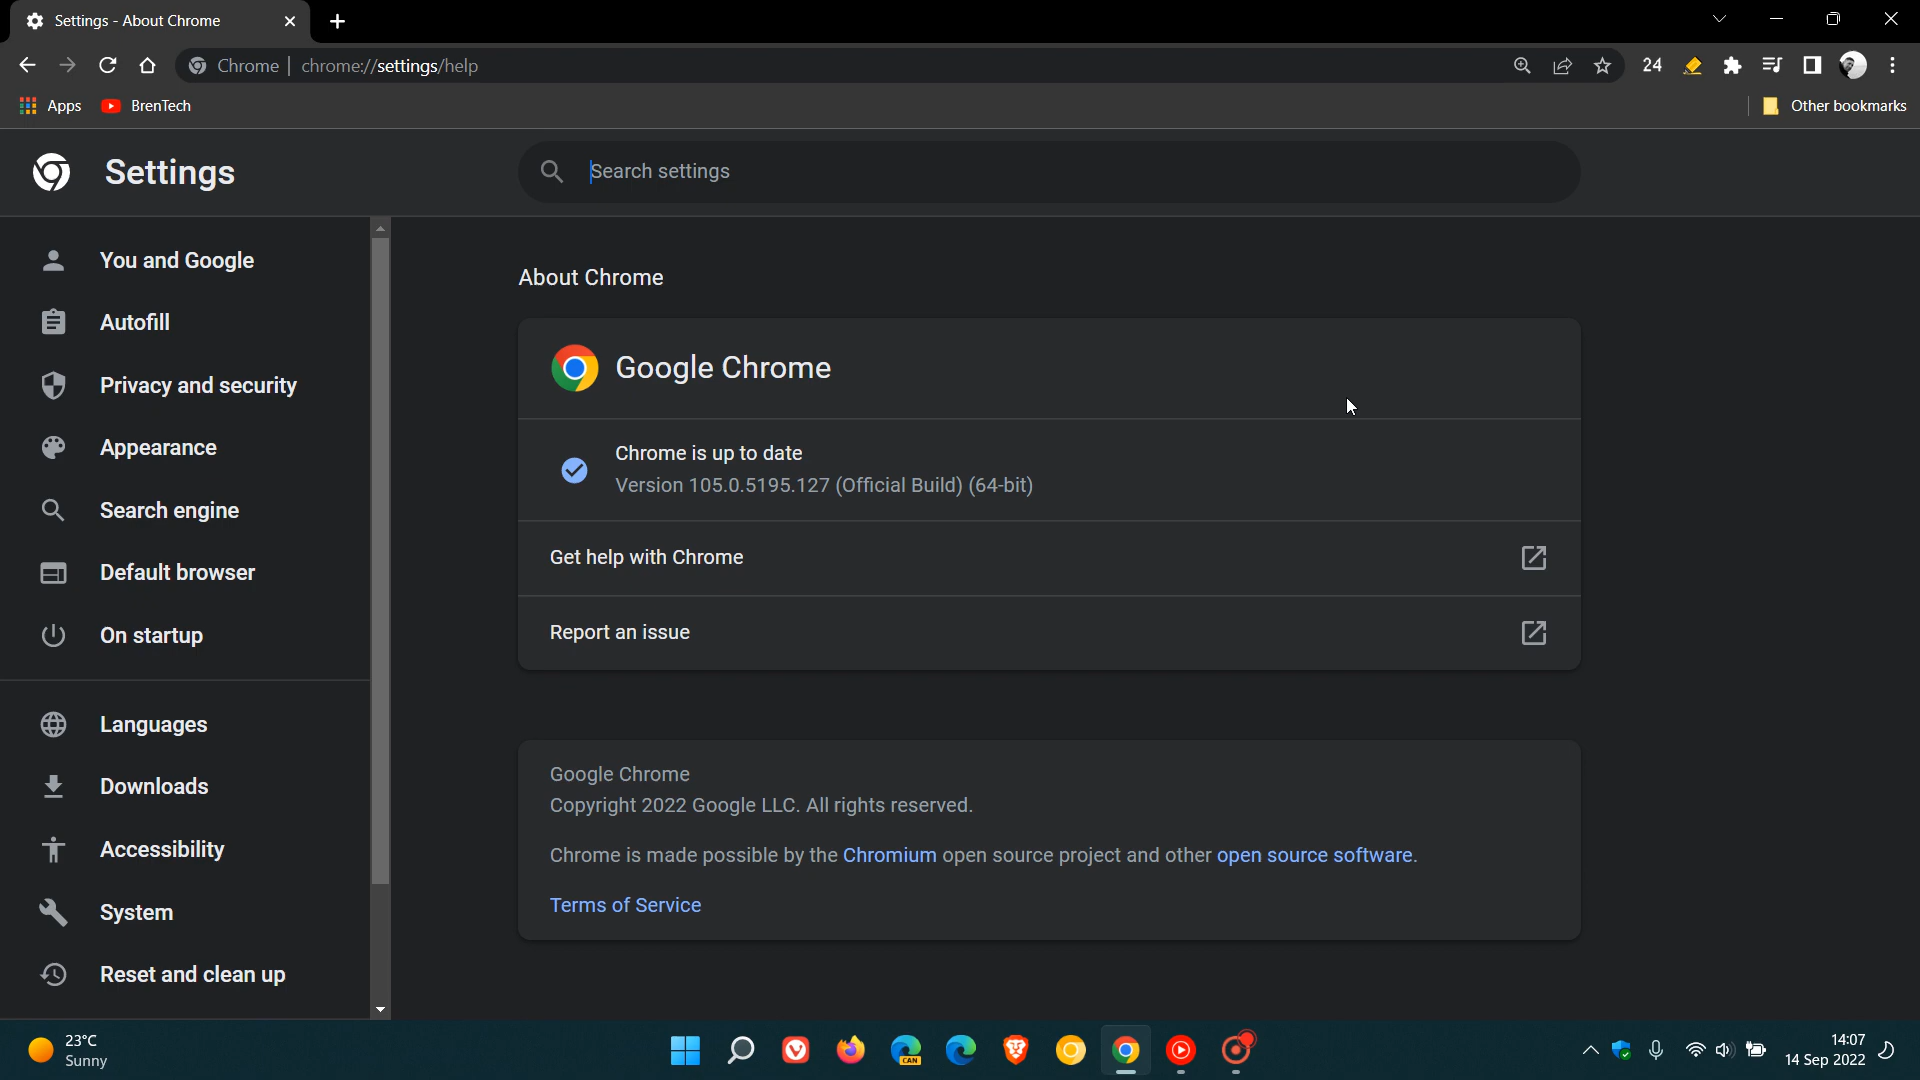 Settings - About Chrome
Chrome | chrome://settings/help
24
Apps
BrenTech
Other bookmarks
Settings
Search settings
You and Google
Autofill
Privacy and security
Appearance
Search engine
Default browser
On startup
Languages
Downloads
Accessibility
System
Reset and clean up
About Chrome
Google Chrome
Chrome is up to date
Version 105.0.5195.127 (Official Build) (64-bit)
Get help with Chrome
Report an issue
Google Chrome
Copyright 2022 Google LLC. All rights reserved.
Chrome is made possible by the Chromium open source project and other open source software.
Terms of Service
23°C
Sunny
CAN
14:07
14 Sep 2022